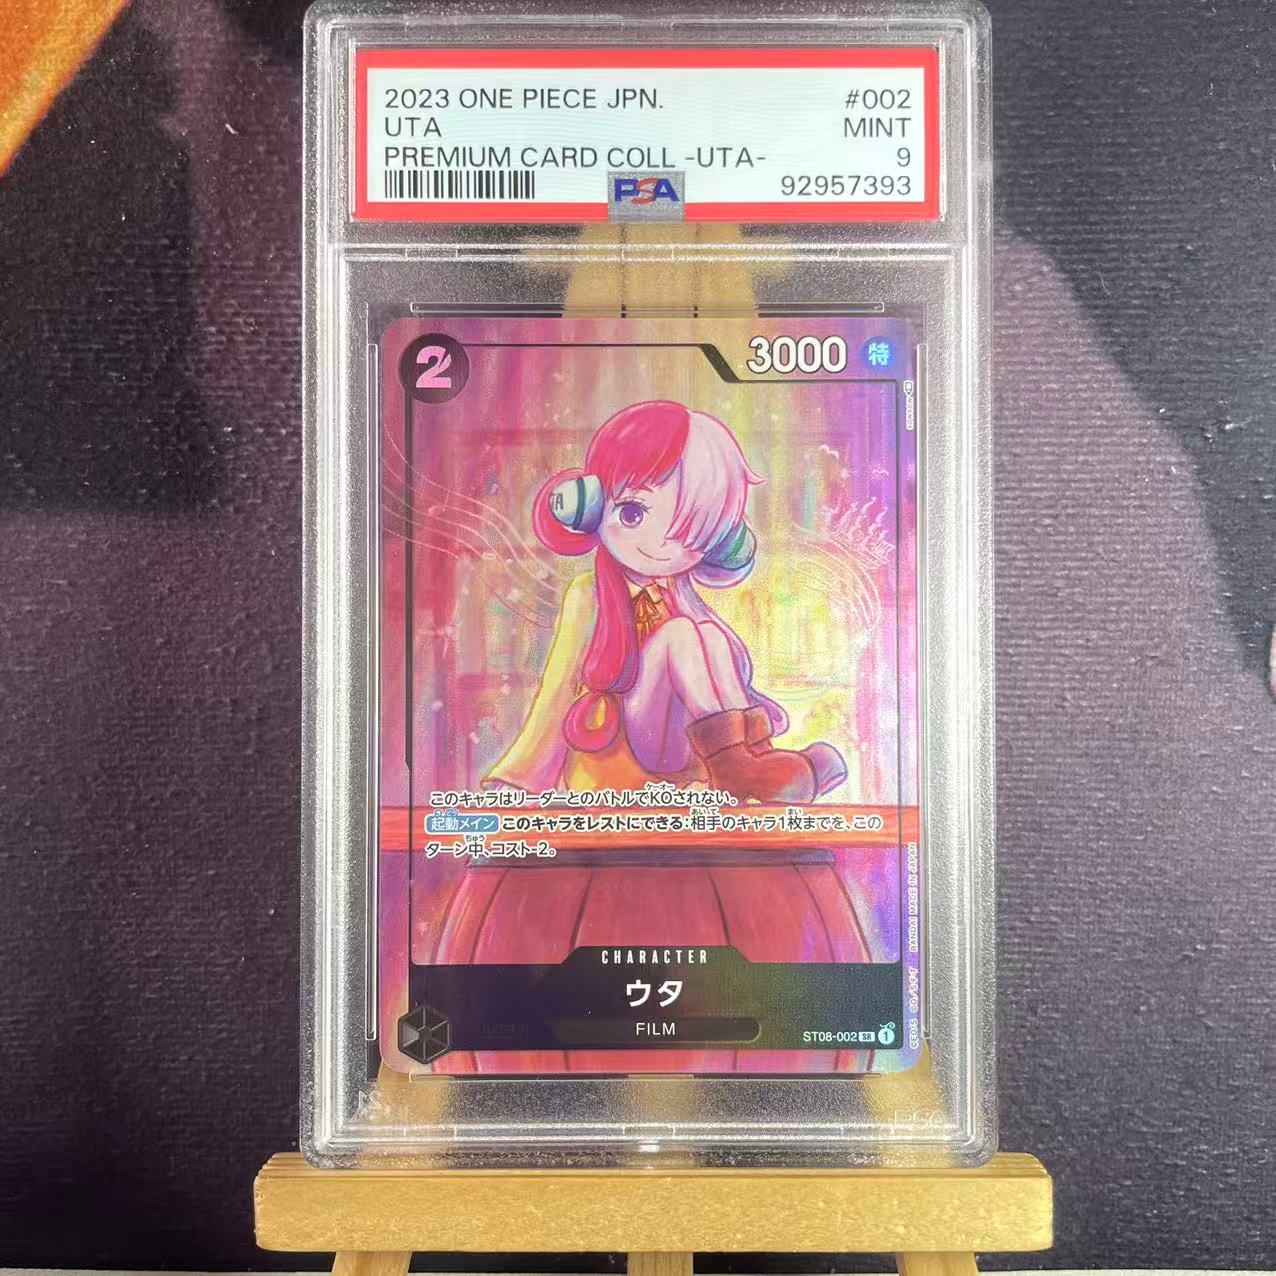 2023 ONE PIECE JPN. #002
UTA MINT
PREMIUM CARD COLL -UTA- 9
PSA 92957393
2 3000 特
このキャラはリーダーとのバトルでKOされない。
起動メイン このキャラをレストにできる:相手のキャラ1枚までを、この
ターン中、コスト-2。
CHARACTER
ウタ
FILM
ST08-002 SR 1
BANDAI MADE IN JAPAN